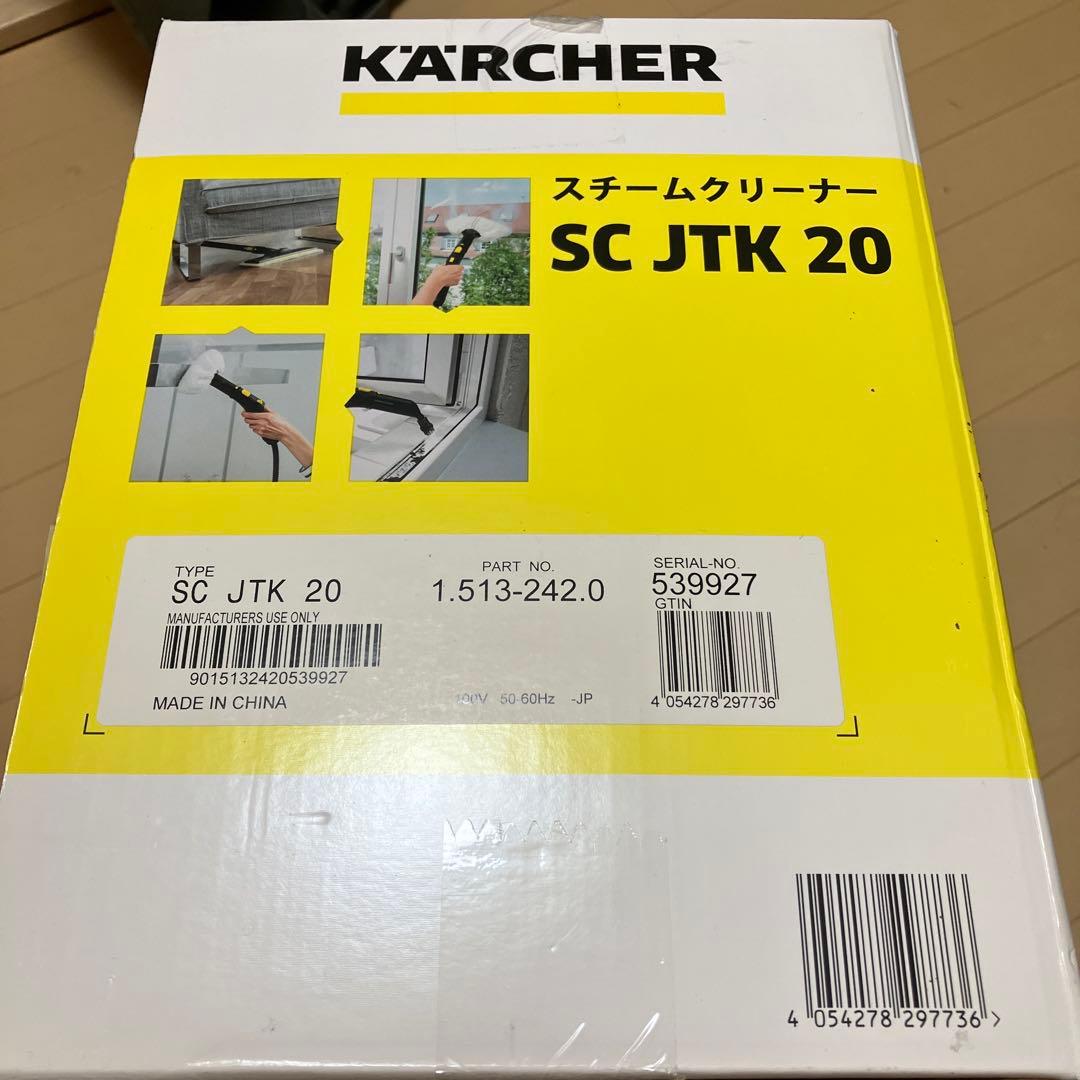 KÄRCHER
スチームクリーナー
SC JTK 20
TYPE
SC JTK 20
MANUFACTURERS USE ONLY
9015132420539927
MADE IN CHINA
PART NO.
1.513-242.0
100V 50-60Hz -JP
SERIAL-NO.
539927
GTIN
4 054278 297736
4 054278 297736 >